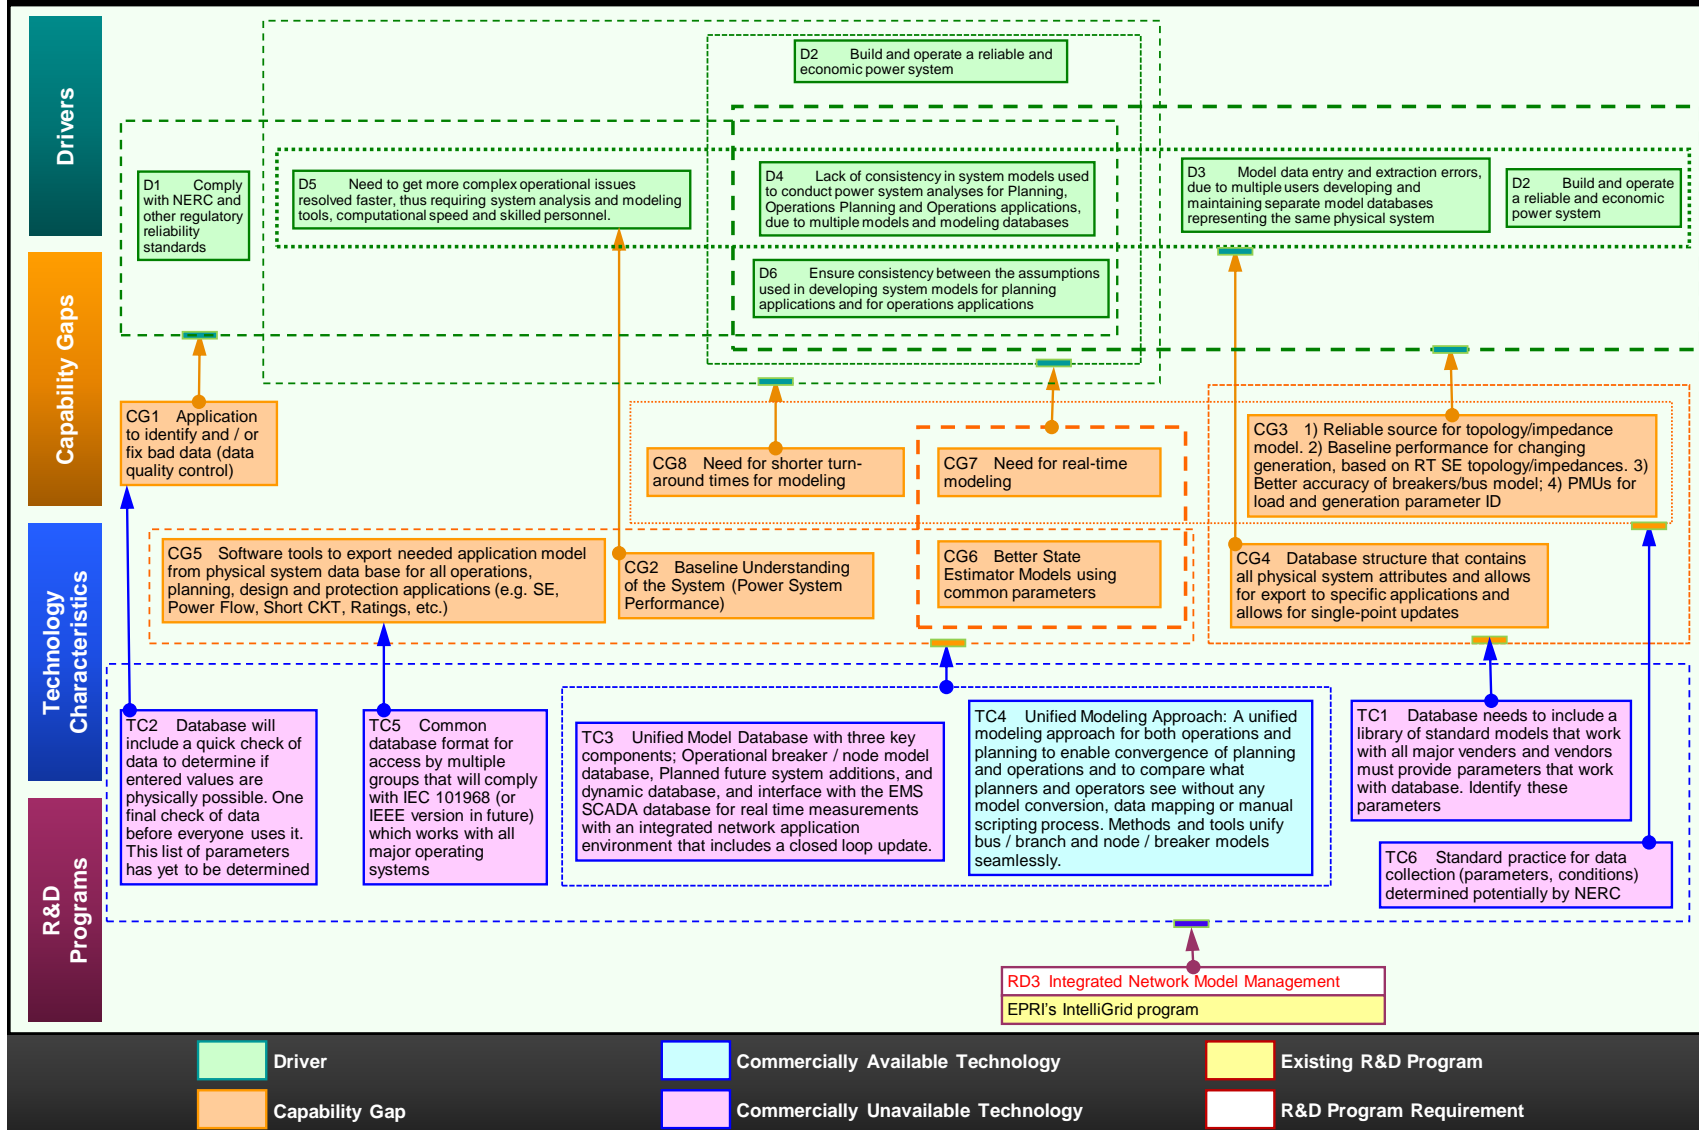 Drivers
D2 Build and operate a reliable and
economic power system
D1 Comply
with NERC and
other regulatory
reliability
standards
D5 Need to get more complex operational issues
resolved faster, thus requiring system analysis and modeling
tools, computational speed and skilled personnel.
D4 Lack of consistency in system models used
to conduct power system analyses for Planning,
Operations Planning and Operations applications,
due to multiple models and modeling databases
D3 Model data entry and extraction errors,
due to multiple users developing and
maintaining separate model databases
representing the same physical system
D2 Build and operate
a reliable and economic
power system
D6 Ensure consistency between the assumptions
used in developing system models for planning
applications and for operations applications
Capability Gaps
CG1 Application
to identify and / or
fix bad data (data
quality control)
CG8 Need for shorter turn-
around times for modeling
CG7 Need for real-time
modeling
CG3 1) Reliable source for topology/impedance
model. 2) Baseline performance for changing
generation, based on RT SE topology/impedances. 3)
Better accuracy of breakers/bus model; 4) PMUs for
load and generation parameter ID
CG5 Software tools to export needed application model
from physical system data base for all operations,
planning, design and protection applications (e.g. SE,
Power Flow, Short CKT, Ratings, etc.)
CG2 Baseline Understanding
of the System (Power System
Performance)
CG6 Better State
Estimator Models using
common parameters
CG4 Database structure that contains
all physical system attributes and allows
for export to specific applications and
allows for single-point updates
Technology
Characteristics
TC2 Database will
include a quick check of
data to determine if
entered values are
physically possible. One
final check of data
before everyone uses it.
This list of parameters
has yet to be determined
TC5 Common
database format for
access by multiple
groups that will comply
with IEC 101968 (or
IEEE version in future)
which works with all
major operating
systems
TC3 Unified Model Database with three key
components; Operational breaker / node model
database, Planned future system additions, and
dynamic database, and interface with the EMS
SCADA database for real time measurements
with an integrated network application
environment that includes a closed loop update.
TC4 Unified Modeling Approach: A unified
modeling approach for both operations and
planning to enable convergence of planning
and operations and to compare what
planners and operators see without any
model conversion, data mapping or manual
scripting process. Methods and tools unify
bus / branch and node / breaker models
seamlessly.
TC1 Database needs to include a
library of standard models that work
with all major venders and vendors
must provide parameters that work
with database. Identify these
parameters
TC6 Standard practice for data
collection (parameters, conditions)
determined potentially by NERC
R&D
Programs
RD3 Integrated Network Model Management
EPRI's IntelliGrid program
Driver
Commercially Available Technology
Existing R&D Program
Capability Gap
Commercially Unavailable Technology
R&D Program Requirement